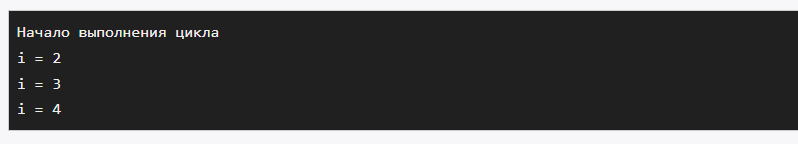 Начало выполнения цикла
i = 2
i = 3
i = 4